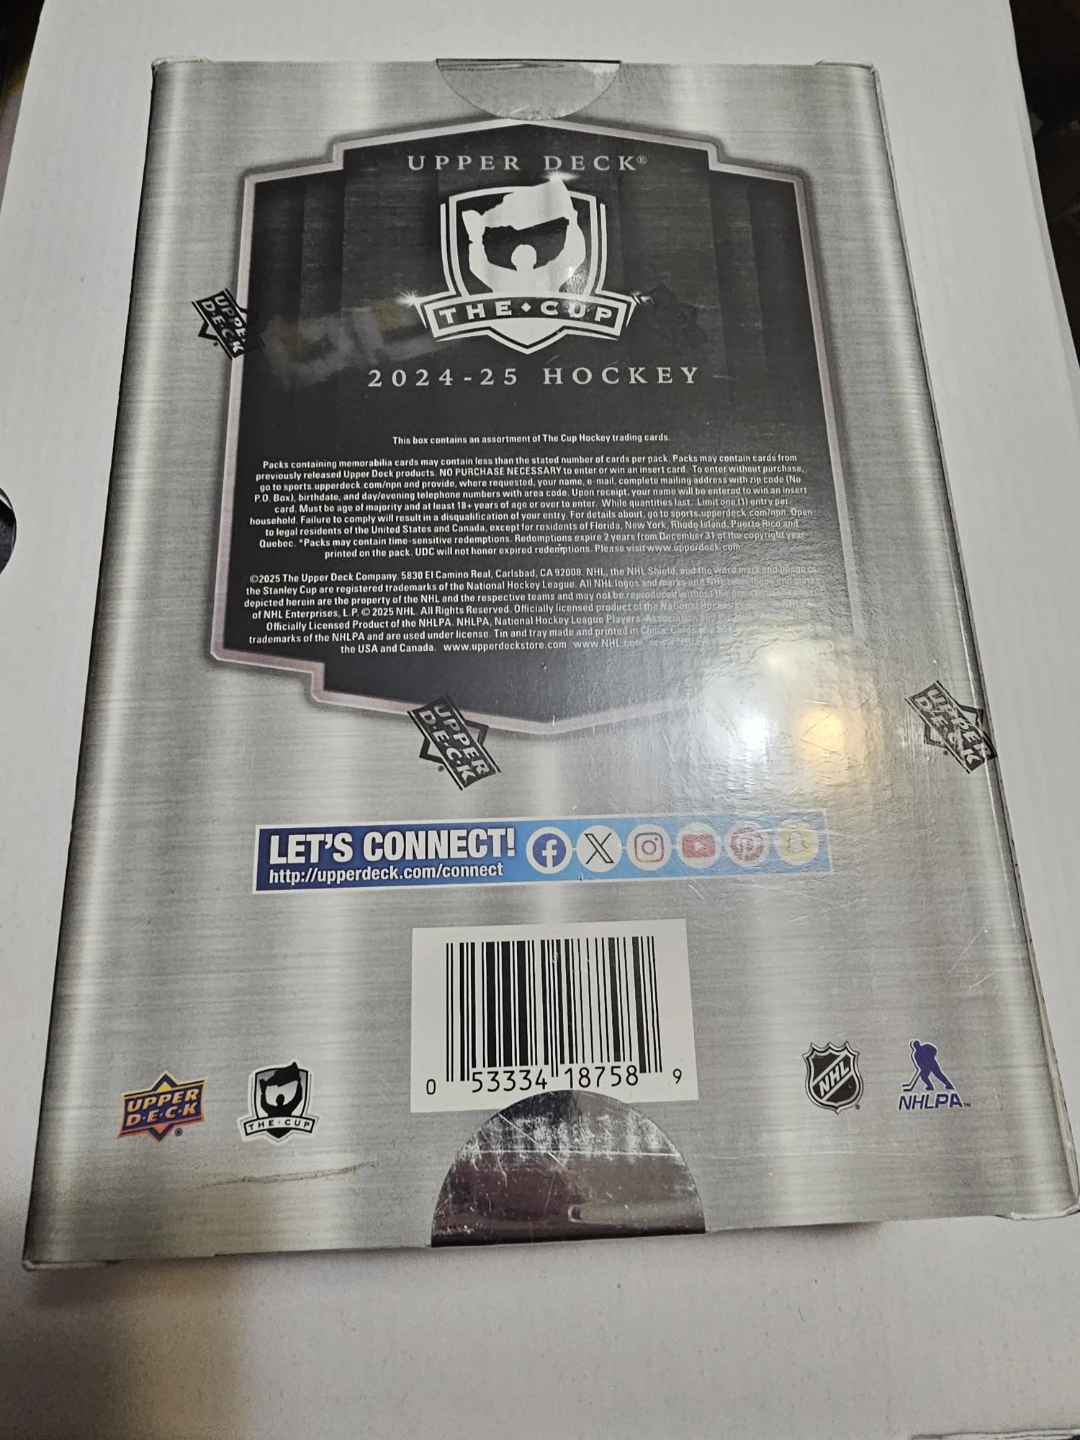 UPPER DECK®
THE CUP
2024-25 HOCKEY
UPPER DECK
This box contains an assortment of The Cup Hockey trading cards.
Packs containing memorabilia cards may contain less than the stated number of cards per pack. Packs may contain cards from
previously released Upper Deck products. NO PURCHASE NECESSARY to enter or win an insert card. To enter without purchase,
go to sports.upperdeck.com/npn and provide, where requested, your name, e-mail, complete mailing address with zip code (No
P.O. Box), birthdate, and day/evening telephone numbers with area code. Upon receipt, your name will be entered to win an insert
card. Must be age of majority and at least 18+ years of age or over to enter. While quantities last. Limit one (1) entry per
household. Failure to comply will result in a disqualification of your entry. For details about, go to sports.upperdeck.com/npn. Open
to legal residents of the United States and Canada, except for residents of Florida, New York, Rhode Island, Puerto Rico and
Quebec. *Packs may contain time-sensitive redemptions. Redemptions expire 2 years from December 31 of the copyright year
printed on the pack. UDC will not honor expired redemptions. Please visit www.upperdeck.com
©2025 The Upper Deck Company. 5830 El Camino Real, Carlsbad, CA 92008. NHL, the NHL Shield, and the word mark and image of
the Stanley Cup are registered trademarks of the National Hockey League. All NHL logos and marks and NHL team logos and marks
depicted herein are the property of the NHL and the respective teams and may not be reproduced without the
of NHL Enterprises, L.P. © 2025 NHL. All Rights Reserved. Officially licensed product of the National Hockey
Officially Licensed Product of the NHLPA. NHLPA, National Hockey League Players' Association
trademarks of the NHLPA and are used under license. Tin and tray made and printed in China. Cards
the USA and Canada. www.upperdeckstore.com www.NHL.com
UPPER DECK
UPPER DECK
LET'S CONNECT!
http://upperdeck.com/connect
0 53334 18758 9
UPPER DECK®
THE CUP
NHL
NHLPA™